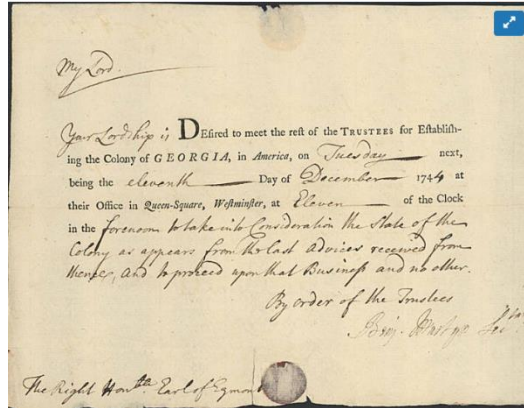 My Lord.
Your Lordship is DEsired to meet the rest of the TRUSTEES for Establish-
ing the Colony of GEORGIA, in America, on Tuesday next,
being the eleventh Day of December 1744 at
their Office in Queen-Square, Westminster, at Eleven of the Clock
in the forenoon to take into Consideration the State of the
Colony as appears from the last Advices received from
thence, and to proceed upon that Business and no other.
By order of the Trustees
Benj. Martyn
The Right Honble. Earl of Egmont